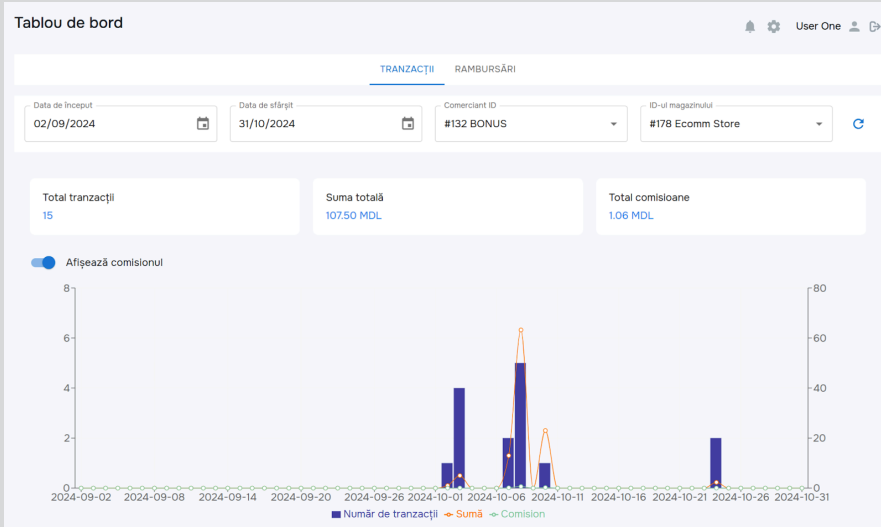 Tablou de bord
User One
TRANZACȚII RAMBURSĂRI
Data de început Data de sfârșit Comerciant ID ID-ul magazinului
02/09/2024 31/10/2024 #132 BONUS #178 Ecomm Store
Total tranzacții Suma totală Total comisioane
15 107.50 MDL 1.06 MDL
Afișează comisionul
8 80
6 60
4 40
2 20
0 0
2024-09-02 2024-09-08 2024-09-14 2024-09-20 2024-09-26 2024-10-01 2024-10-06 2024-10-11 2024-10-16 2024-10-21 2024-10-26 2024-10-31
Număr de tranzacții Sumă Comision